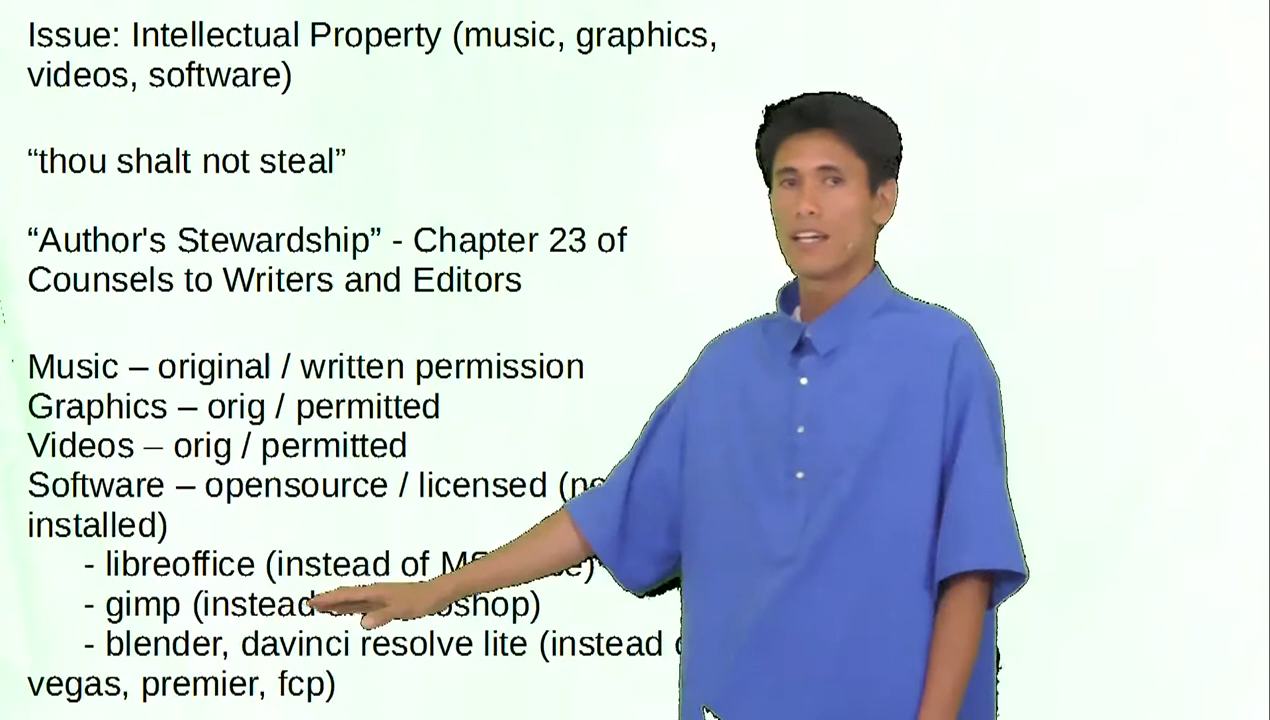 Issue: Intellectual Property (music, graphics,
videos, software)
“thou shalt not steal”
“Author's Stewardship” - Chapter 23 of
Counsels to Writers and Editors
Music – original / written permission
Graphics – orig / permitted
Videos – orig / permitted
Software – opensource / licensed
installed)
- libreoffice (instead of
- gimp (instead
- blender, davinci resolve lite (instead
vegas, premier, fcp)